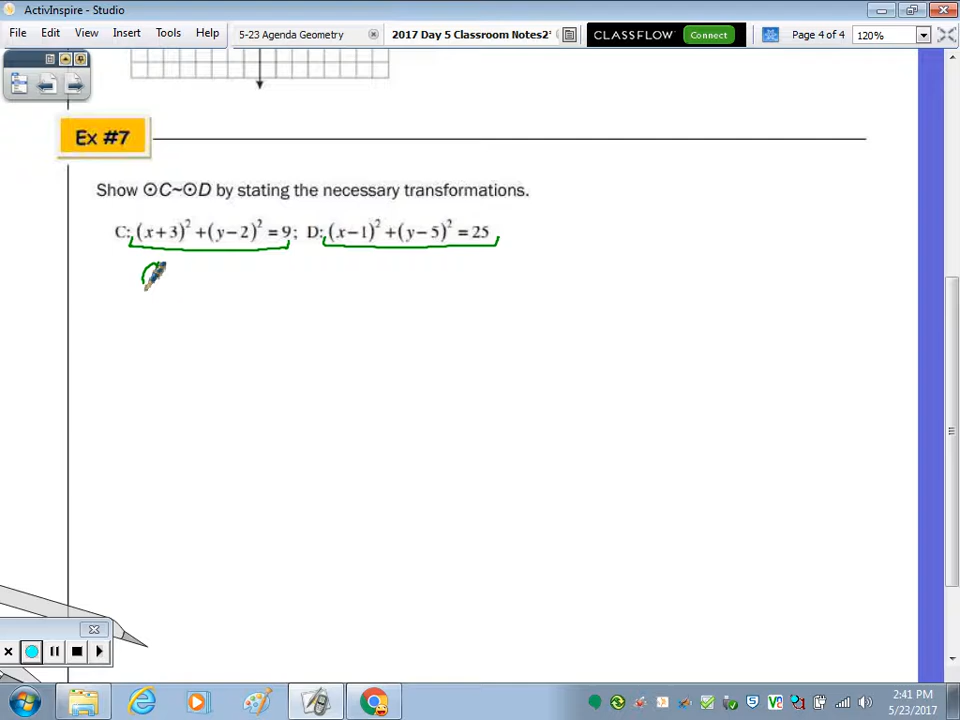 ActivInspire - Studio
File Edit View Insert Tools Help 5-23 Agenda Geometry 2017 Day 5 Classroom Notes2' CLASSFLOW Connect Page 4 of 4 120%
Ex #7
Show ⊙C~⊙D by stating the necessary transformations.
C: (x+3)² +(y−2)² = 9; D: (x−1)² +(y−5)² = 25
2:41 PM
5/23/2017